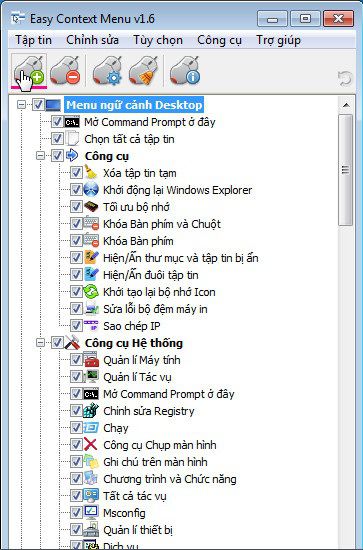 Easy Context Menu v1.6
Tập tin Chỉnh sửa Tùy chọn Công cụ Trợ giúp
Menu ngữ cảnh Desktop
Mở Command Prompt ở đây
Chọn tất cả tập tin
Công cụ
Xóa tập tin tạm
Khởi động lại Windows Explorer
Tối ưu bộ nhớ
Khóa Bàn phím và Chuột
Khóa Bàn phím
Hiện/Ẩn thư mục và tập tin bị ẩn
Hiện/Ẩn đuôi tập tin
Khởi tạo lại bộ nhớ Icon
Sửa lỗi bộ đệm máy in
Sao chép IP
Công cụ Hệ thống
Quản lí Máy tính
Quản lí Tác vụ
Mở Command Prompt ở đây
Chỉnh sửa Registry
Chạy
Công cụ Chụp màn hình
Ghi chú trên màn hình
Chương trình và Chức năng
Tất cả tác vụ
Msconfig
Quản lí thiết bị
Dịch vụ